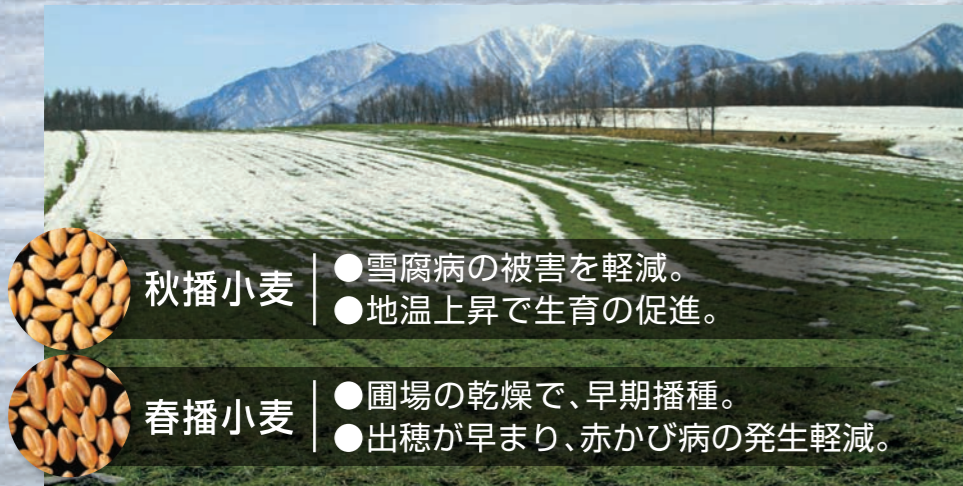 秋播小麦
●雪腐病の被害を軽減。
●地温上昇で生育の促進。
春播小麦
●圃場の乾燥で、早期播種。
●出穂が早まり、赤かび病の発生軽減。